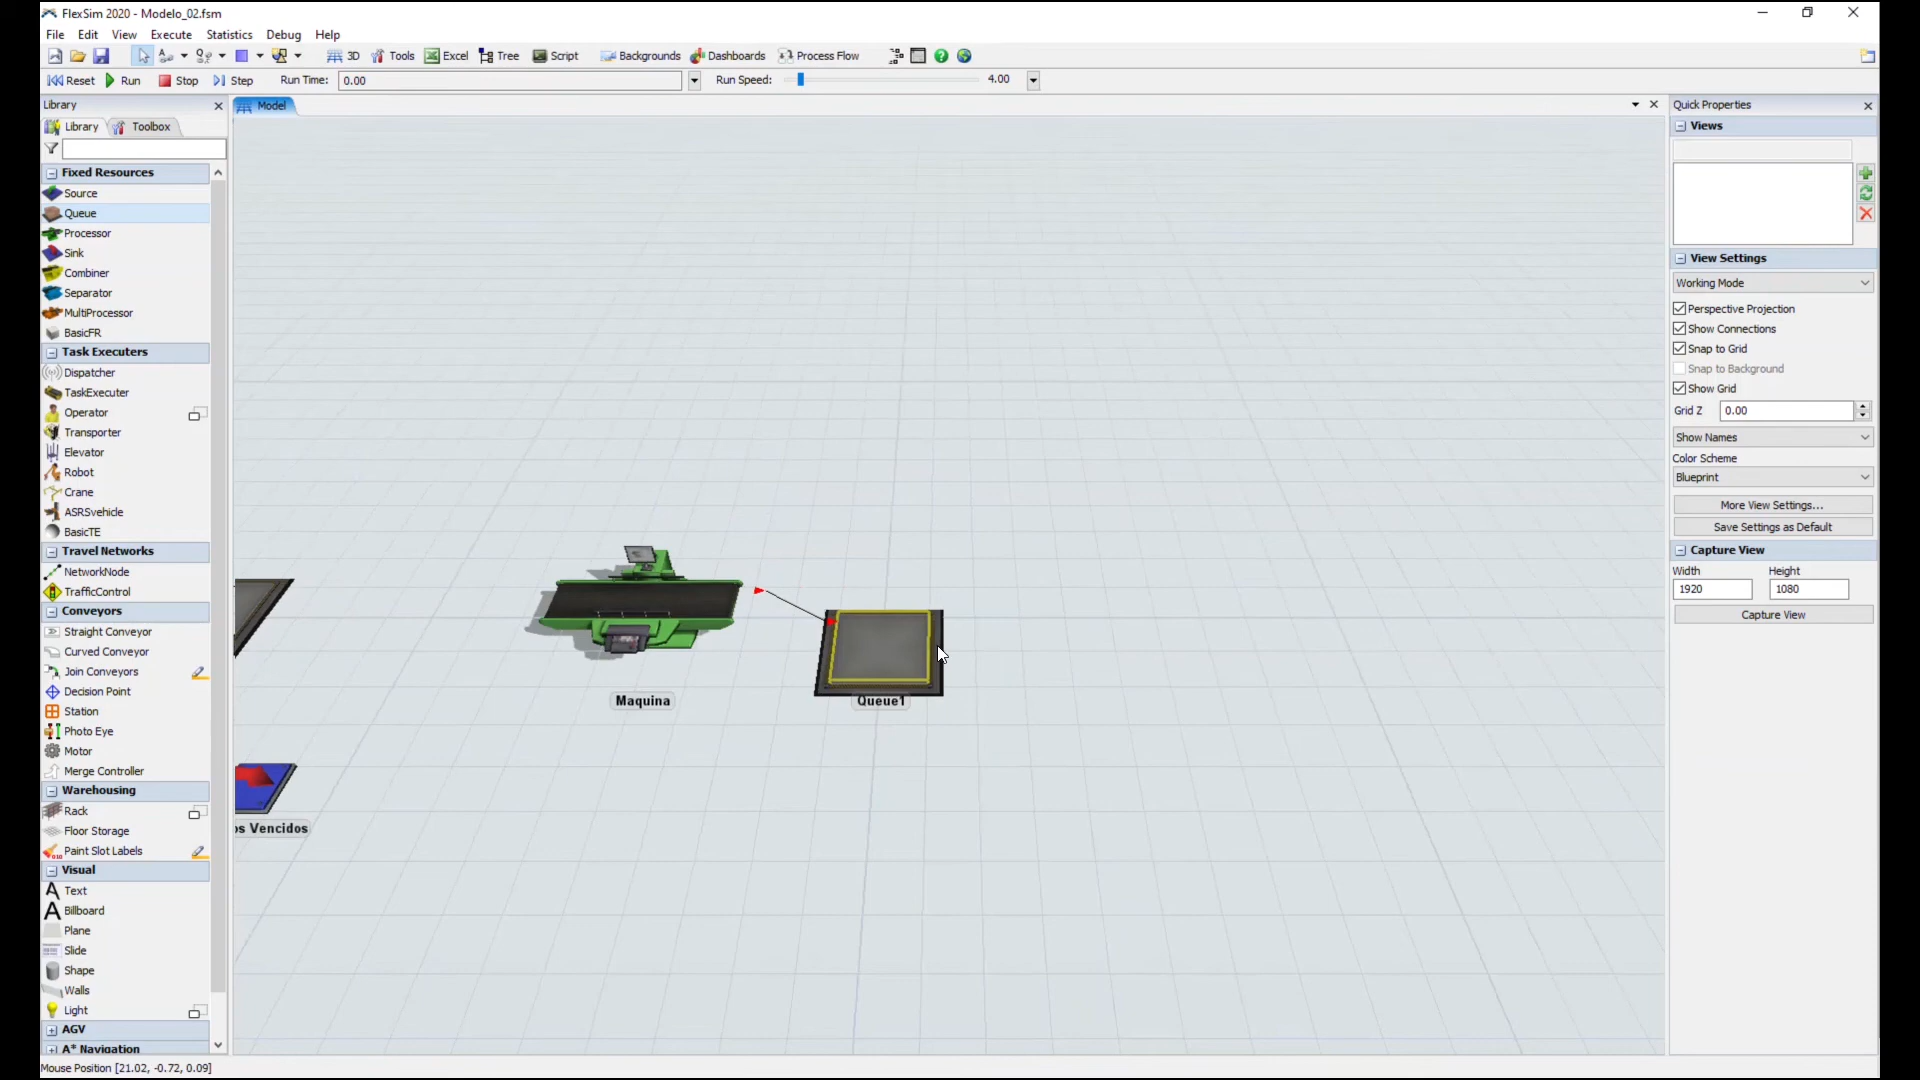 FlexSim 2020 - Modelo_02.fsm
File Edit View Execute Statistics Debug Help
3D Tools Excel Tree Script Backgrounds Dashboards Process Flow
Reset Run Stop Step Run Time: 0.00 Run Speed: 4.00
Library
Library Toolbox
Fixed Resources
Source
Queue
Processor
Sink
Combiner
Separator
MultiProcessor
BasicFR
Task Executers
Dispatcher
TaskExecuter
Operator
Transporter
Elevator
Robot
Crane
ASRSvehicle
BasicTE
Travel Networks
NetworkNode
TrafficControl
Conveyors
Straight Conveyor
Curved Conveyor
Join Conveyors
Decision Point
Station
Photo Eye
Motor
Merge Controller
Warehousing
Rack
Floor Storage
Paint Slot Labels
Visual
Text
Billboard
Plane
Slide
Shape
Walls
Light
AGV
A* Navigation
Mouse Position [21.02, -0.72, 0.09]
Model
Maquina
Queue1
os Vencidos
Quick Properties
Views
View Settings
Working Mode
Perspective Projection
Show Connections
Snap to Grid
Snap to Background
Show Grid
Grid Z 0.00
Show Names
Color Scheme
Blueprint
More View Settings...
Save Settings as Default
Capture View
Width Height
1920 1080
Capture View